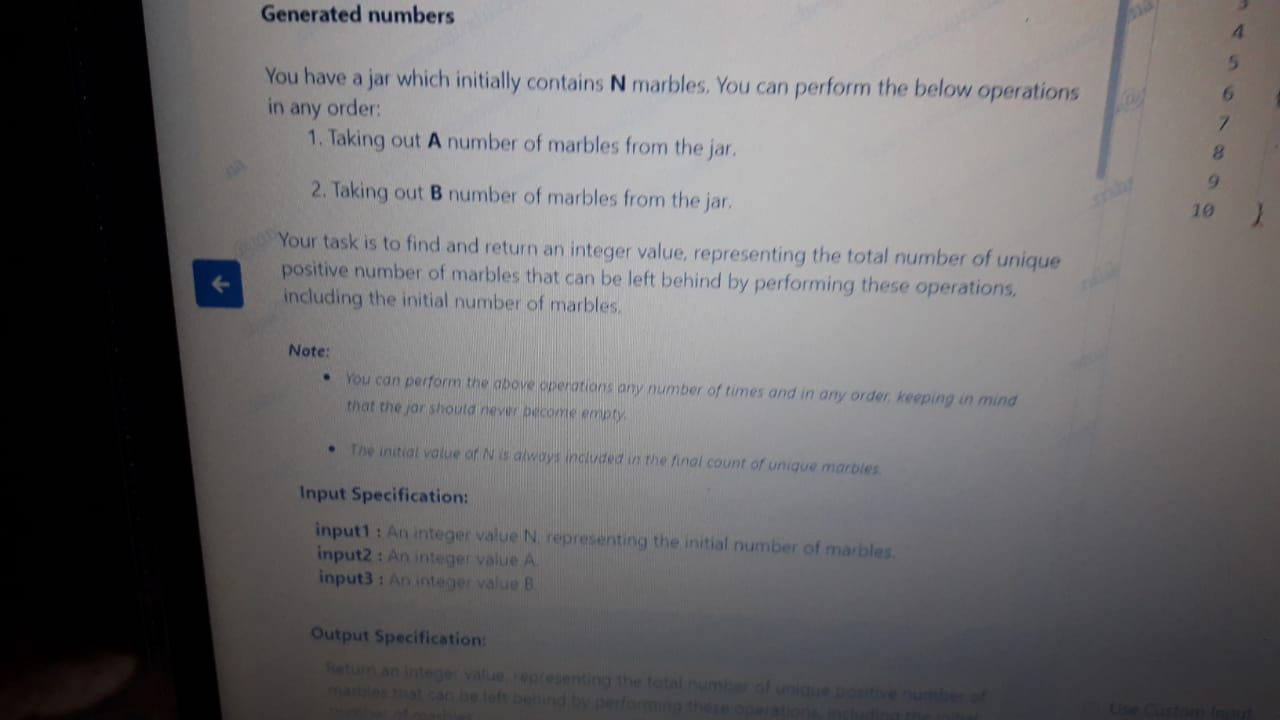 Generated numbers
You have a jar which initially contains N marbles. You can perform the below operations
in any order:
1. Taking out A number of marbles from the jar.
2. Taking out B number of marbles from the jar.
Your task is to find and return an integer value, representing the total number of unique
positive number of marbles that can be left behind by performing these operations,
including the initial number of marbles.
Note:
• You can perform the above operations any number of times and in any order, keeping in mind
that the jar should never become empty.
• The initial value of N is always included in the final count of unique marbles.
Input Specification:
input1 : An integer value N, representing the initial number of marbles.
input2 : An integer value A.
input3 : An integer value B.
Output Specification:
Return an integer value, representing the total number of unique positive number of
marbles that can be left behind by performing these operations, including the initial
number of marbles
3
4
5
6
7
8
9
10 }
Use Custom Input